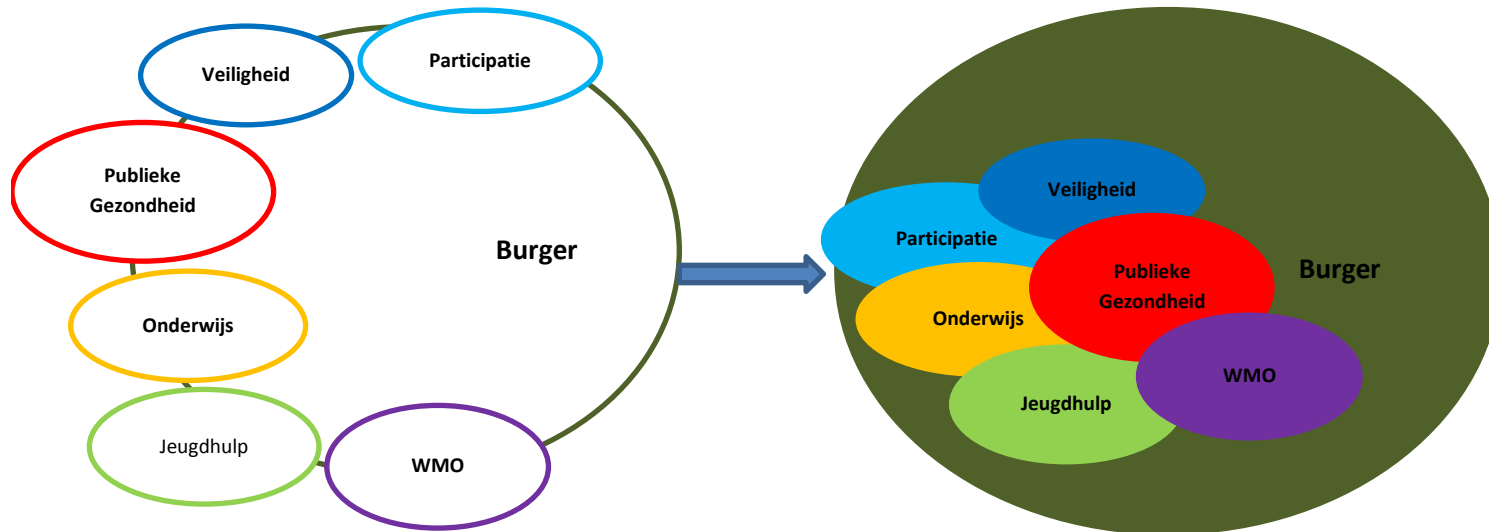 Veiligheid
Participatie
Publieke
Gezondheid
Burger
Onderwijs
Jeugdhulp
WMO
Veiligheid
Participatie
Publieke
Gezondheid
Burger
Onderwijs
WMO
Jeugdhulp